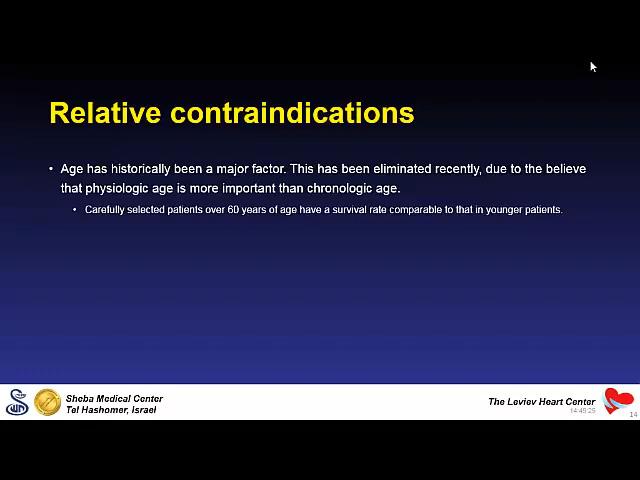 Relative contraindications
• Age has historically been a major factor. This has been eliminated recently, due to the believe
that physiologic age is more important than chronologic age.
• Carefully selected patients over 60 years of age have a survival rate comparable to that in younger patients.
Sheba Medical Center
Tel Hashomer, Israel
The Leviev Heart Center
14:49:25
14